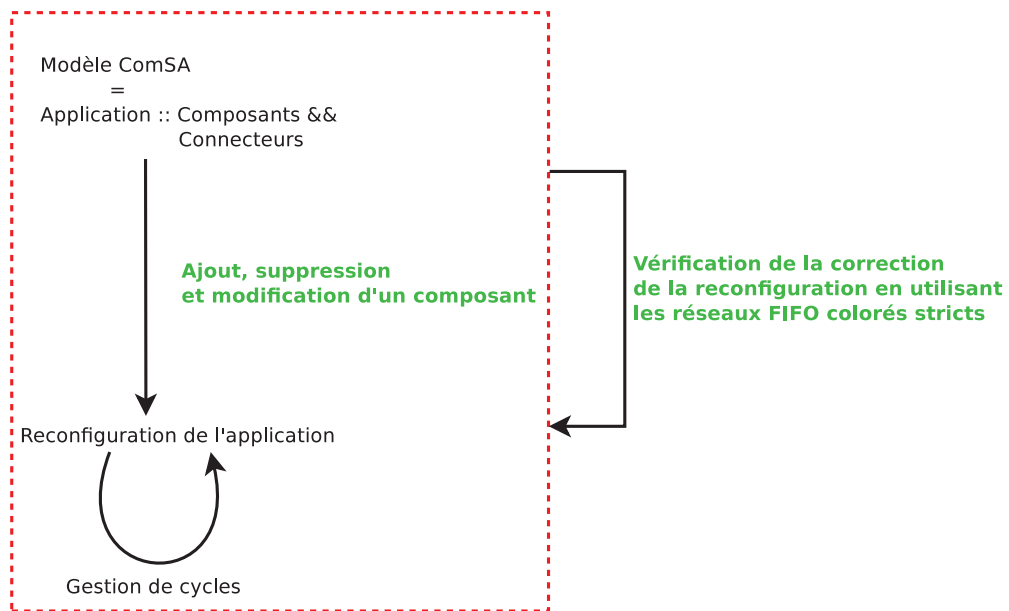 Modèle ComSA
=
Application :: Composants &&
Connecteurs
Ajout, suppression
et modification d'un composant
Vérification de la correction
de la reconfiguration en utilisant
les réseaux FIFO colorés stricts
Reconfiguration de l'application
Gestion de cycles